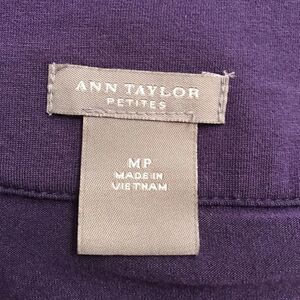 ANN TAYLOR
PETITES
MP
MADE IN
VIETNAM